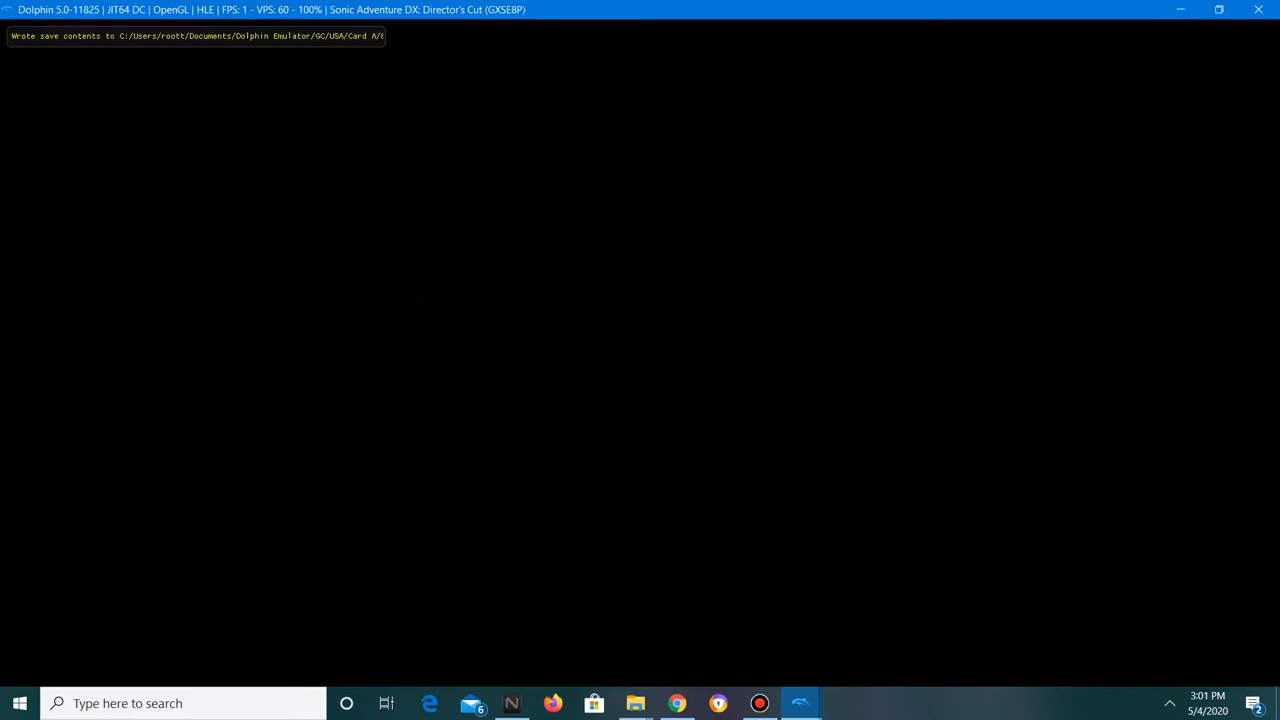 Dolphin 5.0-11825 | JIT64 DC | OpenGL | HLE | FPS: 1 - VPS: 60 - 100% | Sonic Adventure DX: Director's Cut (GXSE8P)
Wrote save contents to C:/Users/roott/Documents/Dolphin Emulator/GC/USA/Card A/
Type here to search
6
N
3:01 PM
5/4/2020
2